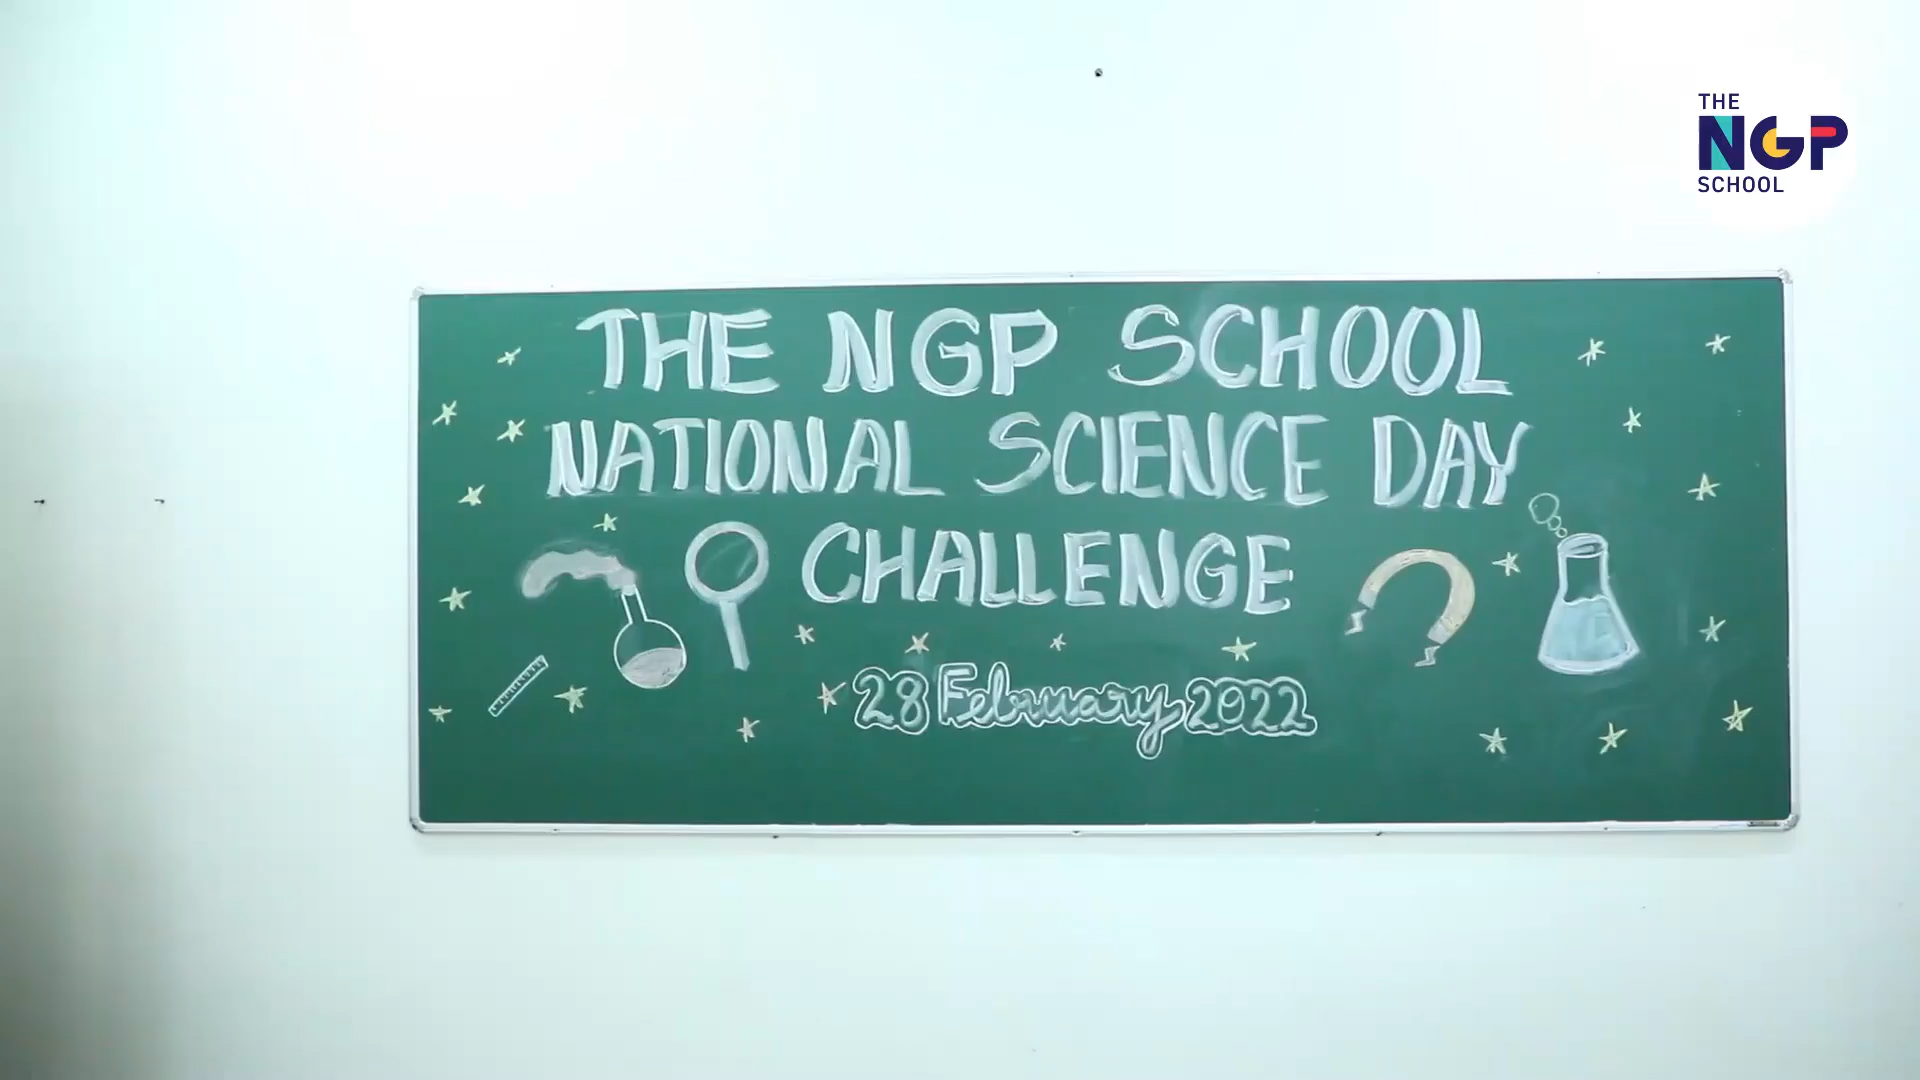 THE
NGP
SCHOOL
THE NGP SCHOOL
NATIONAL SCIENCE DAY
CHALLENGE
28 February 2022